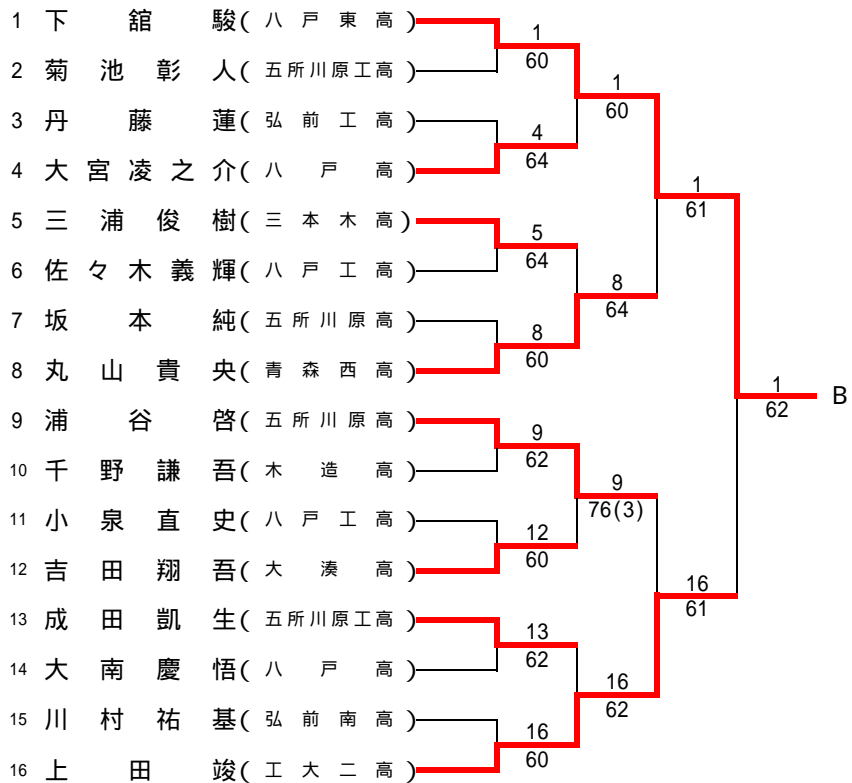 1 下舘駿(八戸東高)
2 菊池彰人(五所川原工高)
3 丹藤蓮(弘前工高)
4 大宮凌之介(八戸高)
5 三浦俊樹(三本木高)
6 佐々木義輝(八戸工高)
7 坂本純(五所川原高)
8 丸山貴央(青森西高)
9 浦谷啓(五所川原高)
10 千野謙吾(木造高)
11 小泉直史(八戸工高)
12 吉田翔吾(大湊高)
13 成田凱生(五所川原工高)
14 大南慶悟(八戸高)
15 川村祐基(弘前南高)
16 上田竣(工大二高)
1
60
4
64
5
64
8
60
9
62
12
60
13
62
16
60
1
60
8
64
9
76(3)
16
62
1
61
16
61
1
62
B